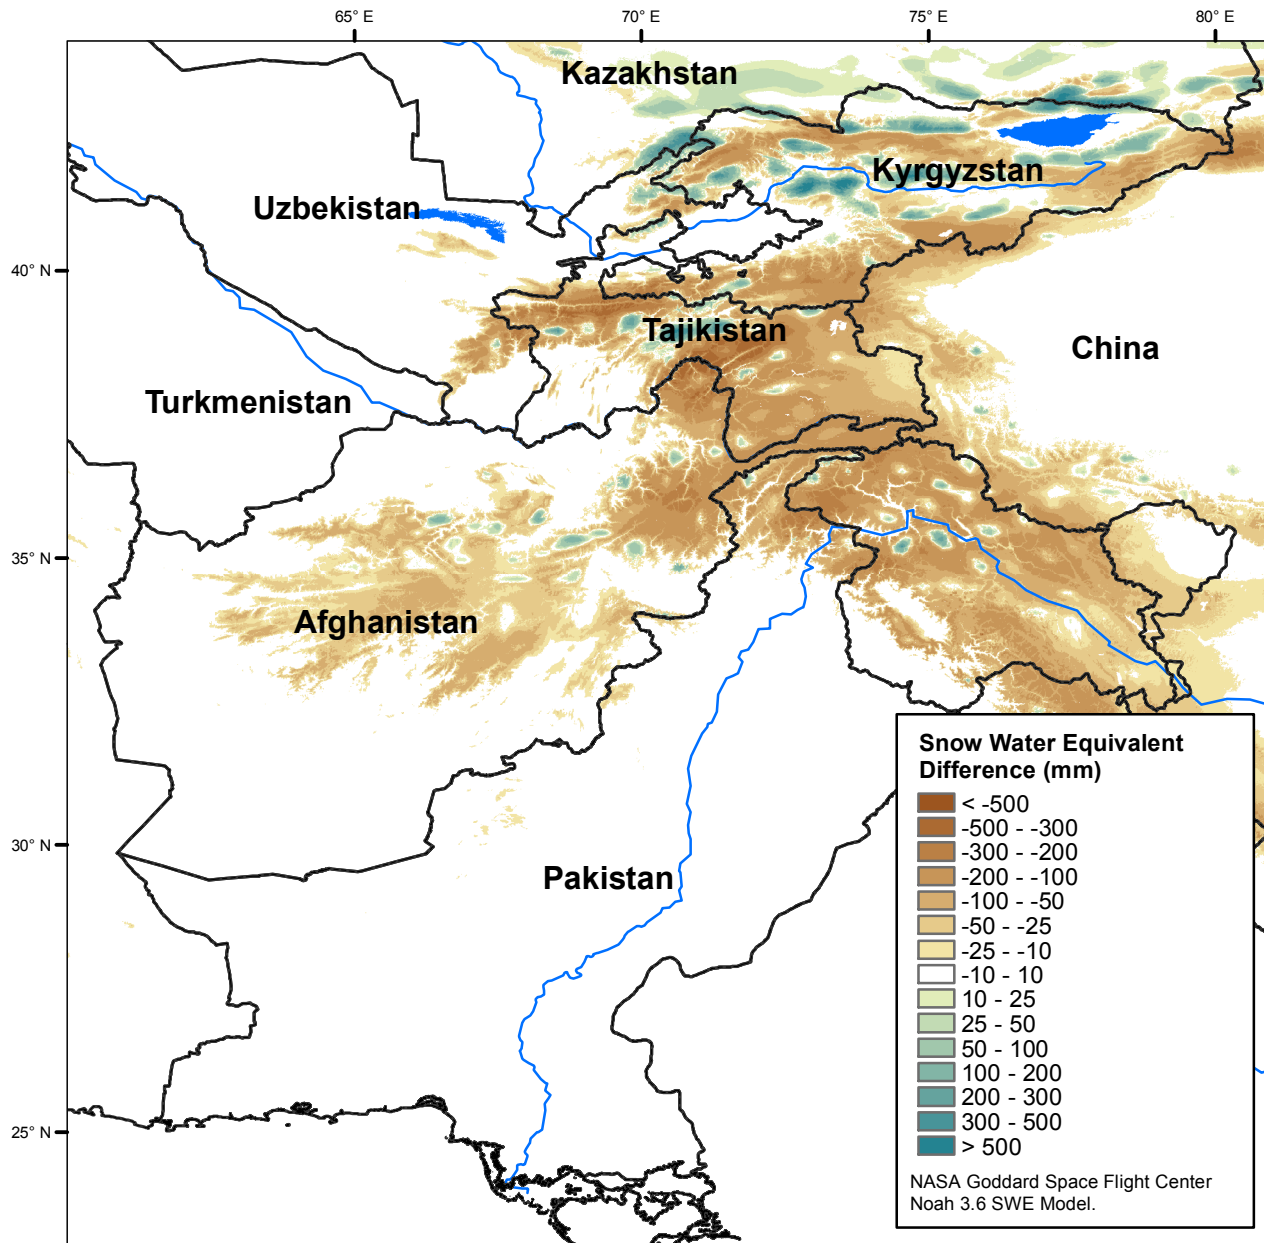 65° E
70° E
75° E
80° E
Kazakhstan
Kyrgyzstan
Uzbekistan
40° N
Tajikistan
China
Turkmenistan
35° N
Afghanistan
30° N
Pakistan
25° N
Snow Water Equivalent
Difference (mm)
< -500
-500 - -300
-300 - -200
-200 - -100
-100 - -50
-50 - -25
-25 - -10
-10 - 10
10 - 25
25 - 50
50 - 100
100 - 200
200 - 300
300 - 500
> 500
NASA Goddard Space Flight Center
Noah 3.6 SWE Model.